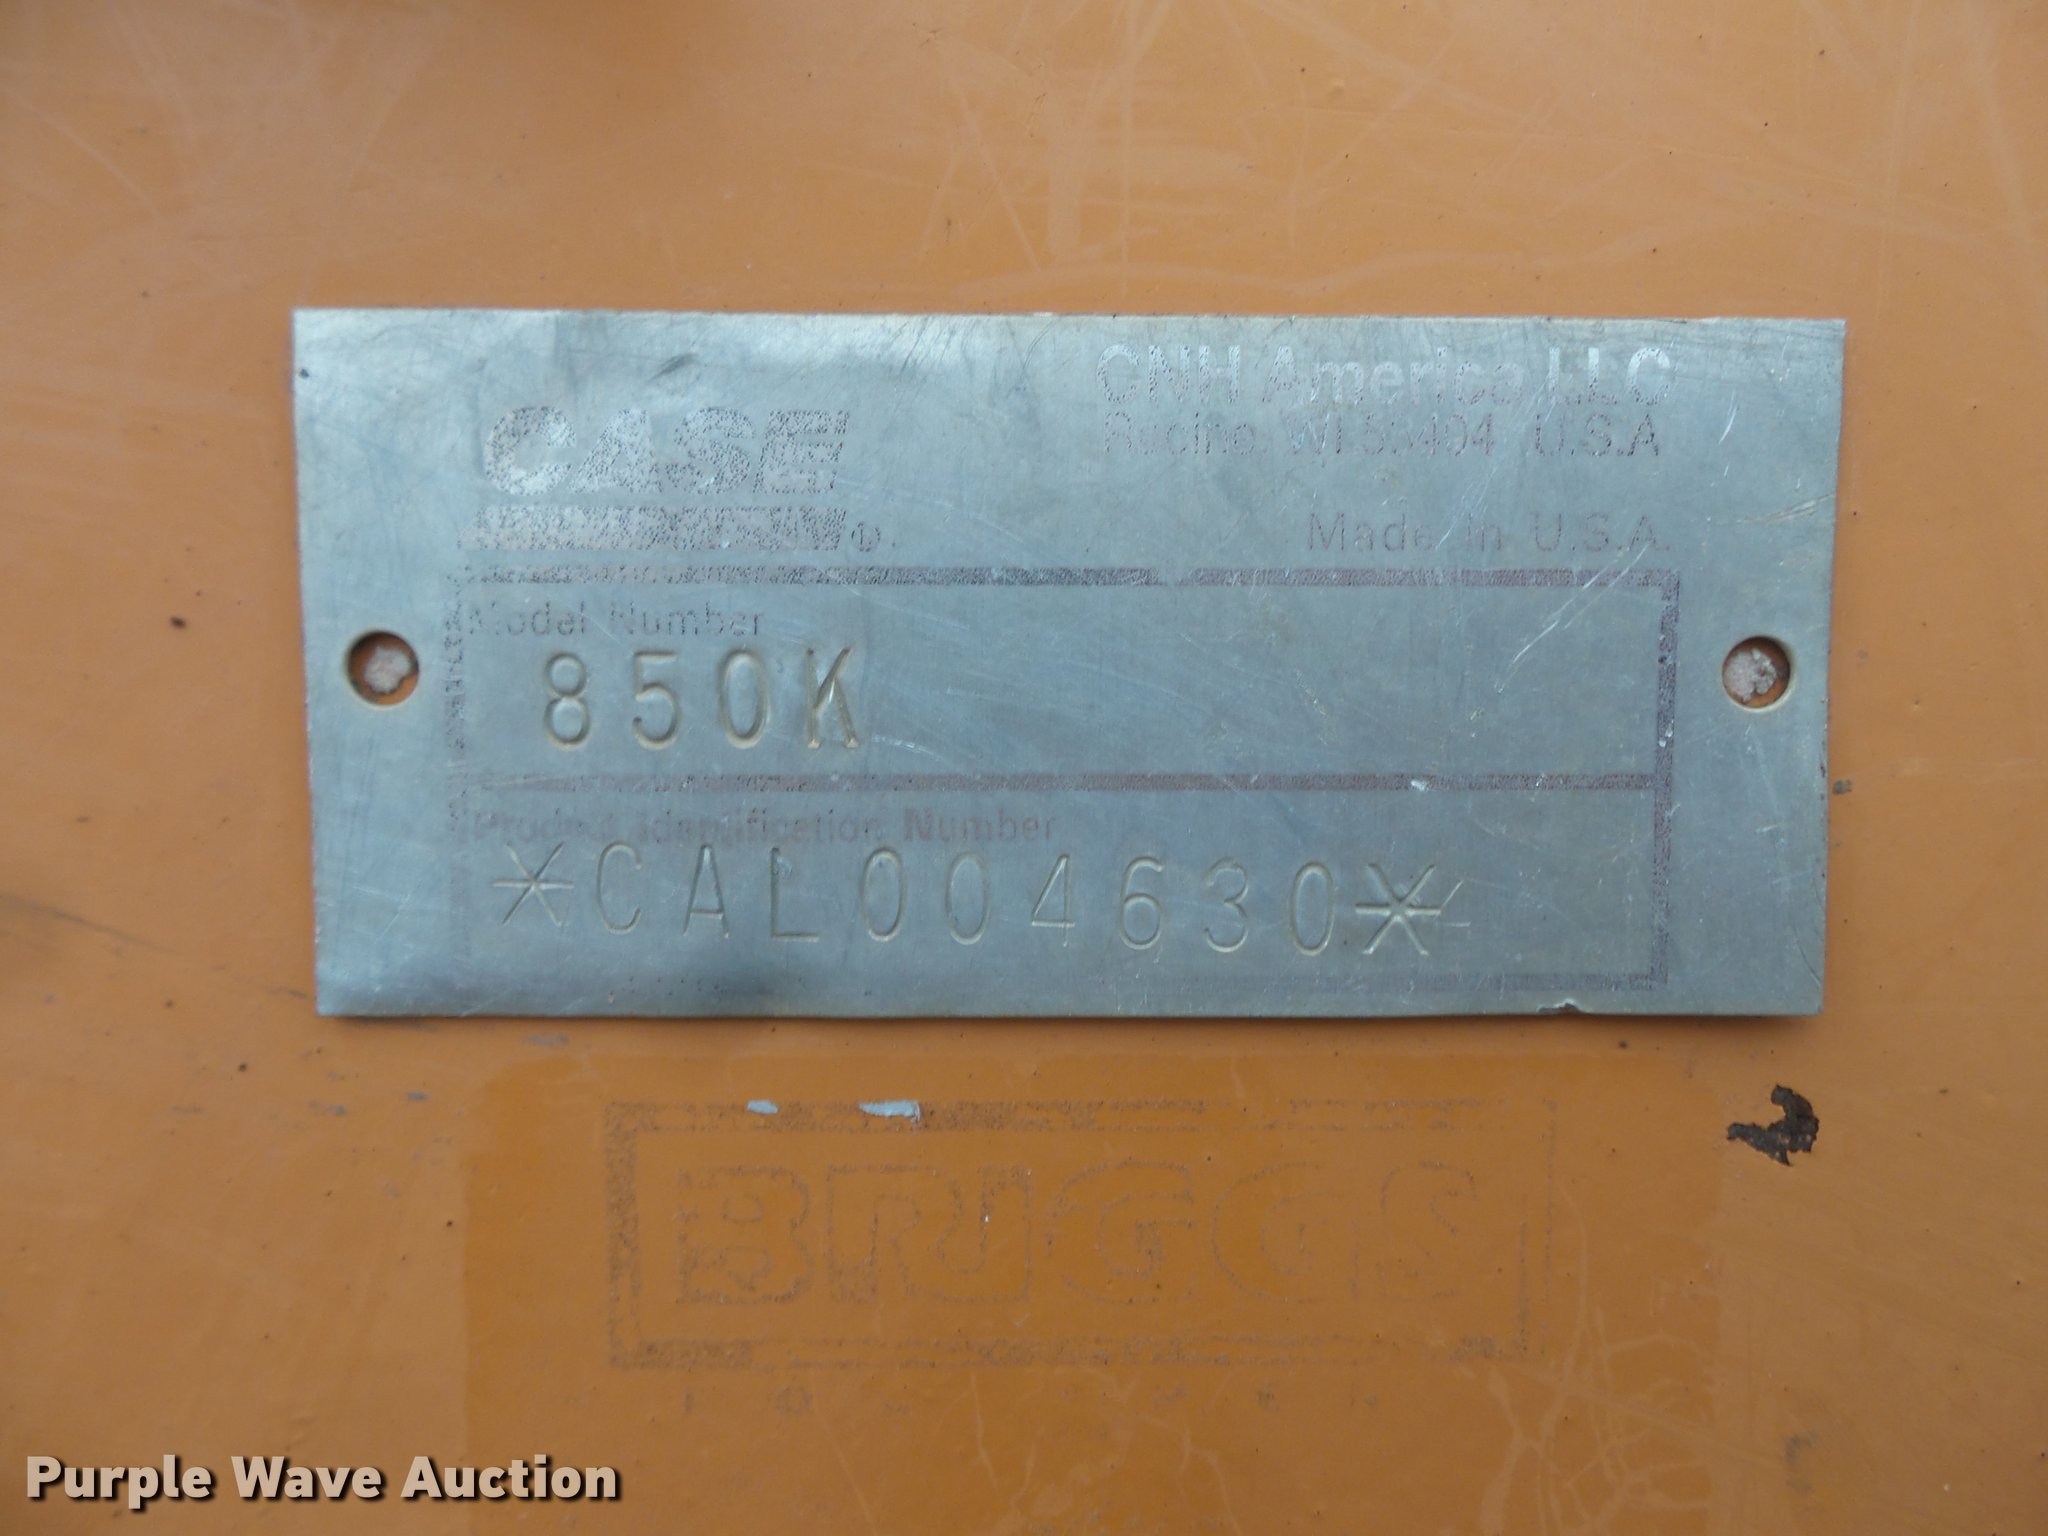 CASE
CNH America LLC
Racine, WI 53404 U.S.A
Made in U.S.A.
Model Number
850K
Product Identification Number
*CAL004630*
BRIGGS
Purple Wave Auction